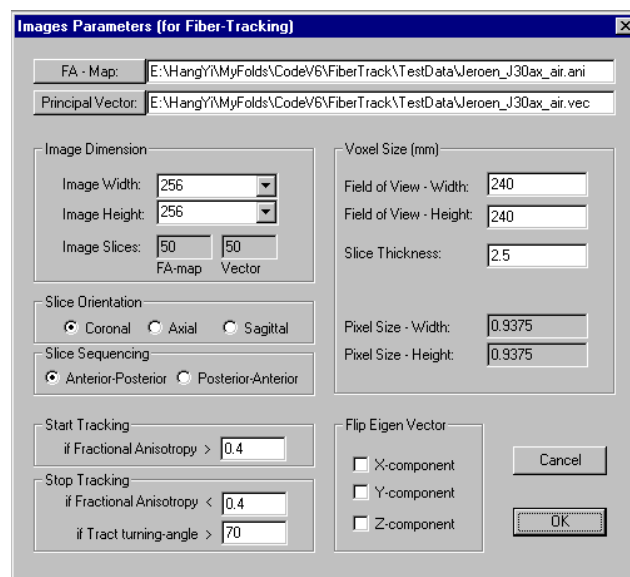 Images Parameters (for Fiber-Tracking)
FA - Map: E:\HangYi\MyFolds\CodeV6\FiberTrack\TestData\Jeroen_J30ax_air.ani
Principal Vector: E:\HangYi\MyFolds\CodeV6\FiberTrack\TestData\Jeroen_J30ax_air.vec
Image Dimension
Image Width: 256
Image Height: 256
Image Slices: 50 50
FA-map Vector
Voxel Size (mm)
Field of View - Width: 240
Field of View - Height: 240
Slice Thickness: 2.5
Pixel Size - Width: 0.9375
Pixel Size - Height: 0.9375
Slice Orientation
Coronal Axial Sagittal
Slice Sequencing
Anterior-Posterior Posterior-Anterior
Start Tracking
if Fractional Anisotropy > 0.4
Stop Tracking
if Fractional Anisotropy < 0.4
if Tract turning-angle > 70
Flip Eigen Vector
X-component
Y-component
Z-component
Cancel
OK